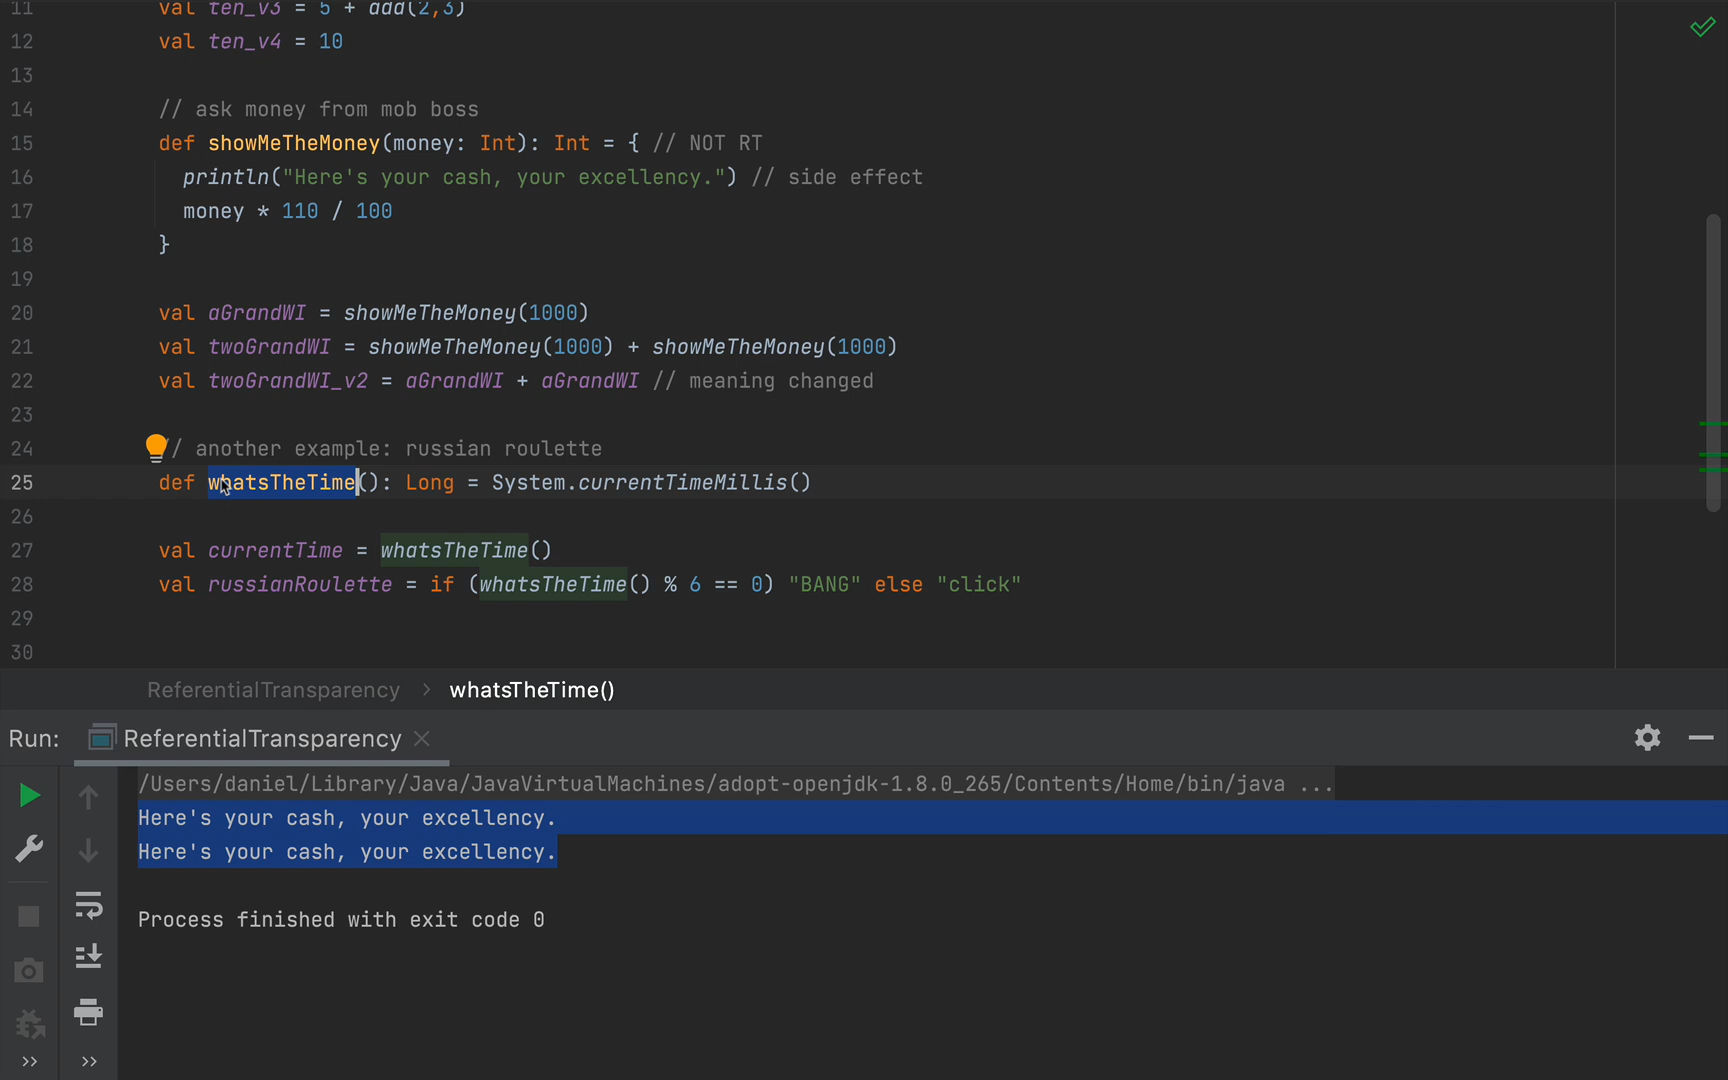 11 val ten_v3 = 5 + add(2,3)
12 val ten_v4 = 10
13
14 // ask money from mob boss
15 def showMeTheMoney(money: Int): Int = { // NOT RT
16 println("Here's your cash, your excellency.") // side effect
17 money * 110 / 100
18 }
19
20 val aGrandWI = showMeTheMoney(1000)
21 val twoGrandWI = showMeTheMoney(1000) + showMeTheMoney(1000)
22 val twoGrandWI_v2 = aGrandWI + aGrandWI // meaning changed
23
24 // another example: russian roulette
25 def whatsTheTime(): Long = System.currentTimeMillis()
26
27 val currentTime = whatsTheTime()
28 val russianRoulette = if (whatsTheTime() % 6 == 0) "BANG" else "click"
29
30
ReferentialTransparency > whatsTheTime()
Run: ReferentialTransparency
/Users/daniel/Library/Java/JavaVirtualMachines/adopt-openjdk-1.8.0_265/Contents/Home/bin/java ...
Here's your cash, your excellency.
Here's your cash, your excellency.
Process finished with exit code 0